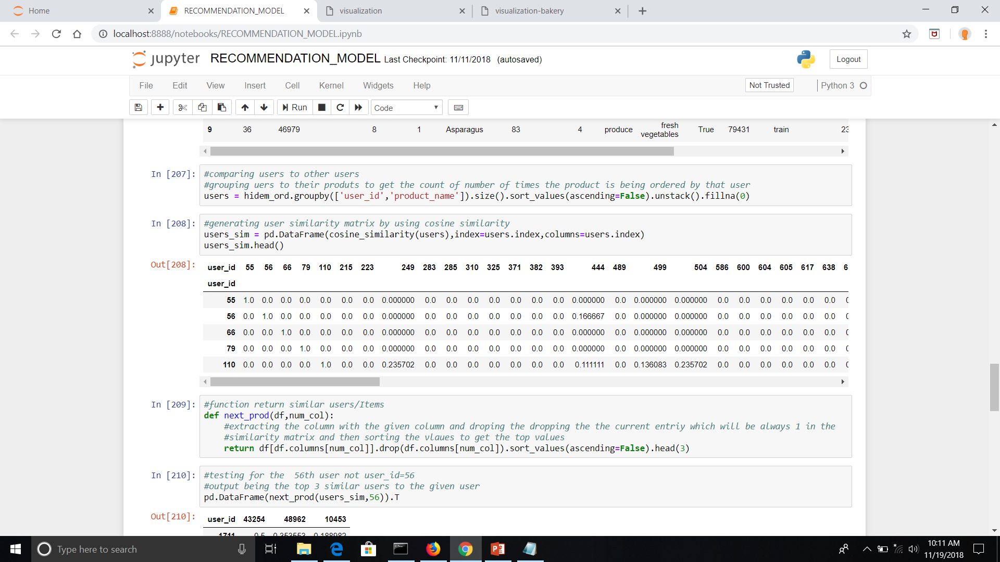 Home
RECOMMENDATION_MODEL
visualization
visualization-bakery
localhost:8888/notebooks/RECOMMENDATION_MODEL.ipynb
jupyter RECOMMENDATION_MODEL Last Checkpoint: 11/11/2018 (autosaved)
Logout
File Edit View Insert Cell Kernel Widgets Help
Not Trusted
Python 3
Run
Code
9 36 46979 8 1 Asparagus 83 4 produce fresh vegetables True 79431 train 23
In [207]:
#comparing users to other users
#grouping uers to their produts to get the count of number of times the product is being ordered by that user
users = hidem_ord.groupby(['user_id','product_name']).size().sort_values(ascending=False).unstack().fillna(0)
In [208]:
#generating user similarity matrix by using cosine similarity
users_sim = pd.DataFrame(cosine_similarity(users),index=users.index,columns=users.index)
users_sim.head()
Out[208]:
user_id 55 56 66 79 110 215 223 249 283 285 310 325 371 382 393 444 489 499 504 586 600 604 605 617 638
user_id
55 1.0 0.0 0.0 0.0 0.0 0.0 0.0 0.000000 0.0 0.0 0.0 0.0 0.0 0.0 0.0 0.000000 0.0 0.000000 0.000000 0.0 0.0 0.0 0.0 0.0 0.0
56 0.0 1.0 0.0 0.0 0.0 0.0 0.0 0.000000 0.0 0.0 0.0 0.0 0.0 0.0 0.0 0.166667 0.0 0.000000 0.000000 0.0 0.0 0.0 0.0 0.0 0.0
66 0.0 0.0 1.0 0.0 0.0 0.0 0.0 0.000000 0.0 0.0 0.0 0.0 0.0 0.0 0.0 0.000000 0.0 0.000000 0.000000 0.0 0.0 0.0 0.0 0.0 0.0
79 0.0 0.0 0.0 1.0 0.0 0.0 0.0 0.000000 0.0 0.0 0.0 0.0 0.0 0.0 0.0 0.000000 0.0 0.000000 0.000000 0.0 0.0 0.0 0.0 0.0 0.0
110 0.0 0.0 0.0 0.0 1.0 0.0 0.0 0.235702 0.0 0.0 0.0 0.0 0.0 0.0 0.0 0.111111 0.0 0.136083 0.235702 0.0 0.0 0.0 0.0 0.0 0.0
In [209]:
#function return similar users/Items
def next_prod(df,num_col):
#extracting the column with the given column and droping the dropping the the current entriy which will be always 1 in the
#similarity matrix and then sorting the vlaues to get the top values
return df[df.columns[num_col]].drop(df.columns[num_col]).sort_values(ascending=False).head(3)
In [210]:
#testing for the  56th user not user_id=56
#output being the top 3 similar users to the given user
pd.DataFrame(next_prod(users_sim,56)).T
Out[210]:
user_id 43254 48962 10453
1711 0.5 0.353553 0.188982
Type here to search
10:11 AM
11/19/2018